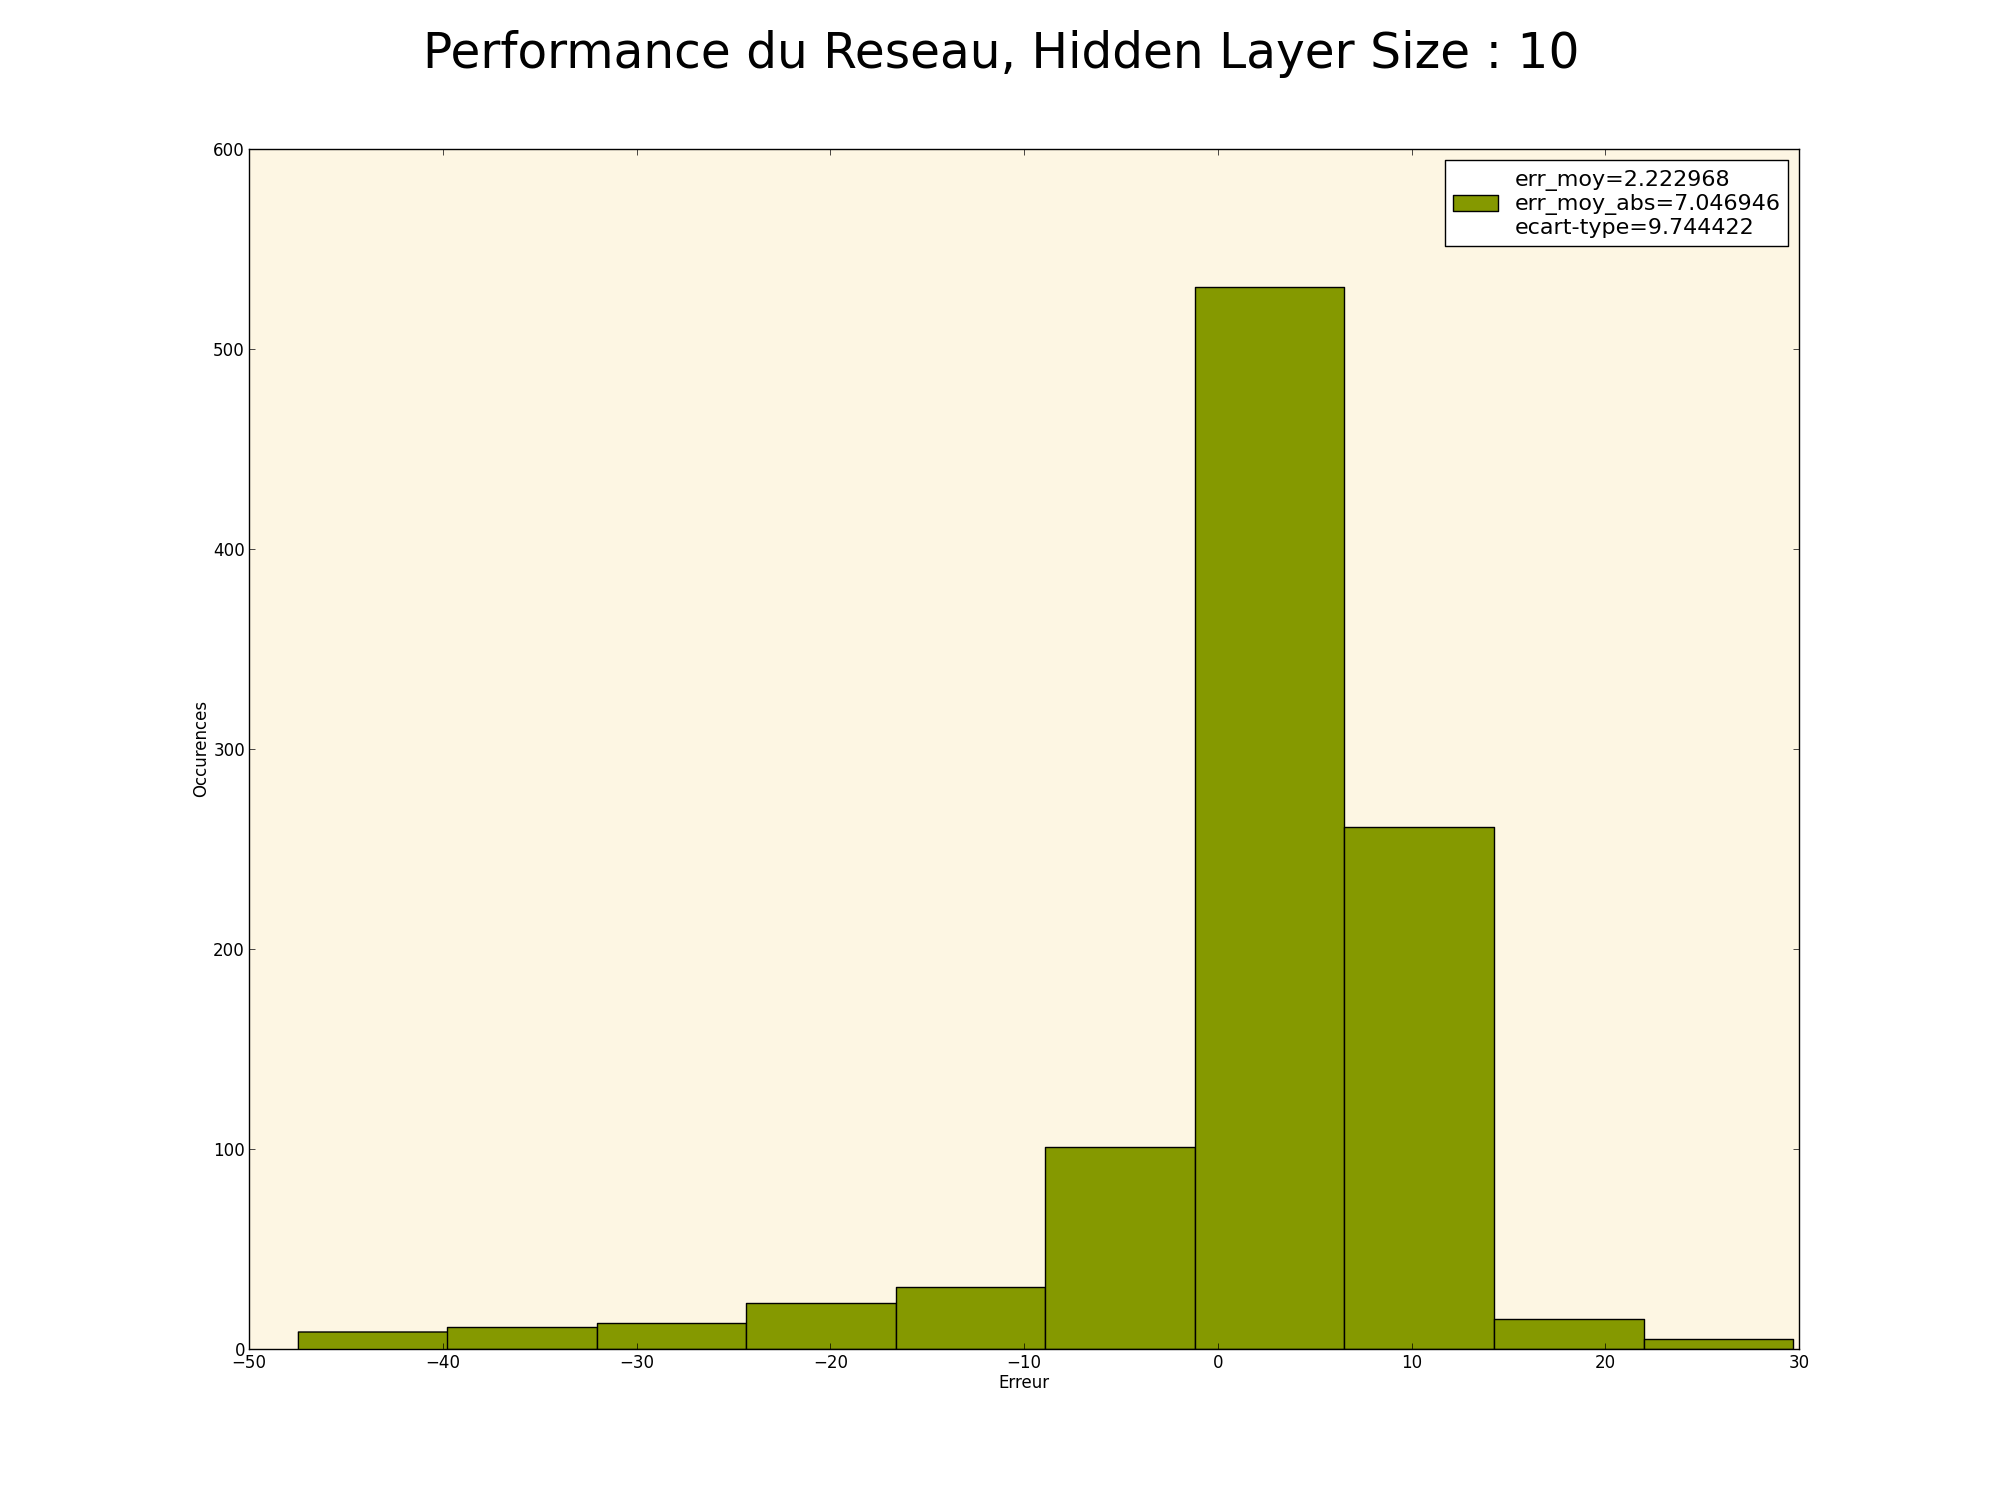 Performance du Reseau, Hidden Layer Size : 10
err_moy=2.222968
err_moy_abs=7.046946
ecart-type=9.744422
600
500
400
300
200
100
0
Occurences
−50 −40 −30 −20 −10 0 10 20 30
Erreur